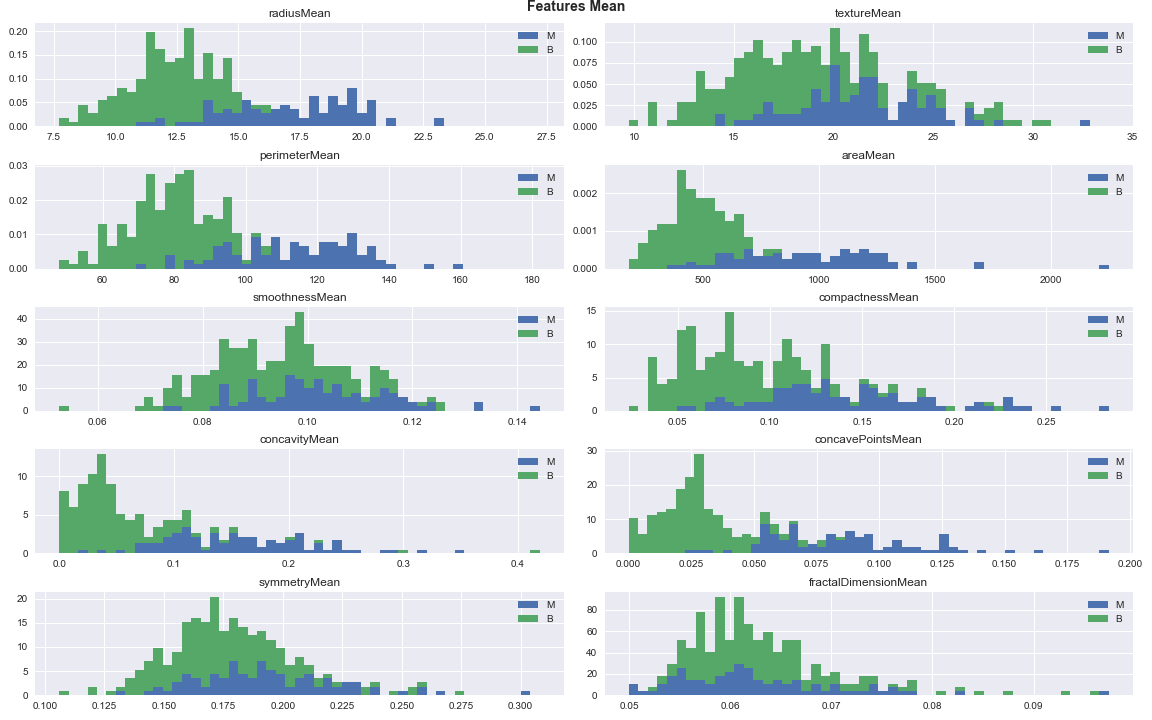 Features Mean
radiusMean
0.20
0.15
0.10
0.05
0.00
M
B
7.5 10.0 12.5 15.0 17.5 20.0 22.5 25.0 27.5
textureMean
0.100
0.075
0.050
0.025
0.000
M
B
10 15 20 25 30 35
perimeterMean
0.03
0.02
0.01
0.00
M
B
60 80 100 120 140 160 180
areaMean
0.002
0.001
0.000
M
B
500 1000 1500 2000
smoothnessMean
40
30
20
10
0
M
B
0.06 0.08 0.10 0.12 0.14
compactnessMean
15
10
5
0
M
B
0.05 0.10 0.15 0.20 0.25
concavityMean
10
5
0
M
B
0.0 0.1 0.2 0.3 0.4
concavePointsMean
30
20
10
0
M
B
0.000 0.025 0.050 0.075 0.100 0.125 0.150 0.175 0.200
symmetryMean
20
15
10
5
0
M
B
0.100 0.125 0.150 0.175 0.200 0.225 0.250 0.275 0.300
fractalDimensionMean
80
60
40
20
0
M
B
0.05 0.06 0.07 0.08 0.09